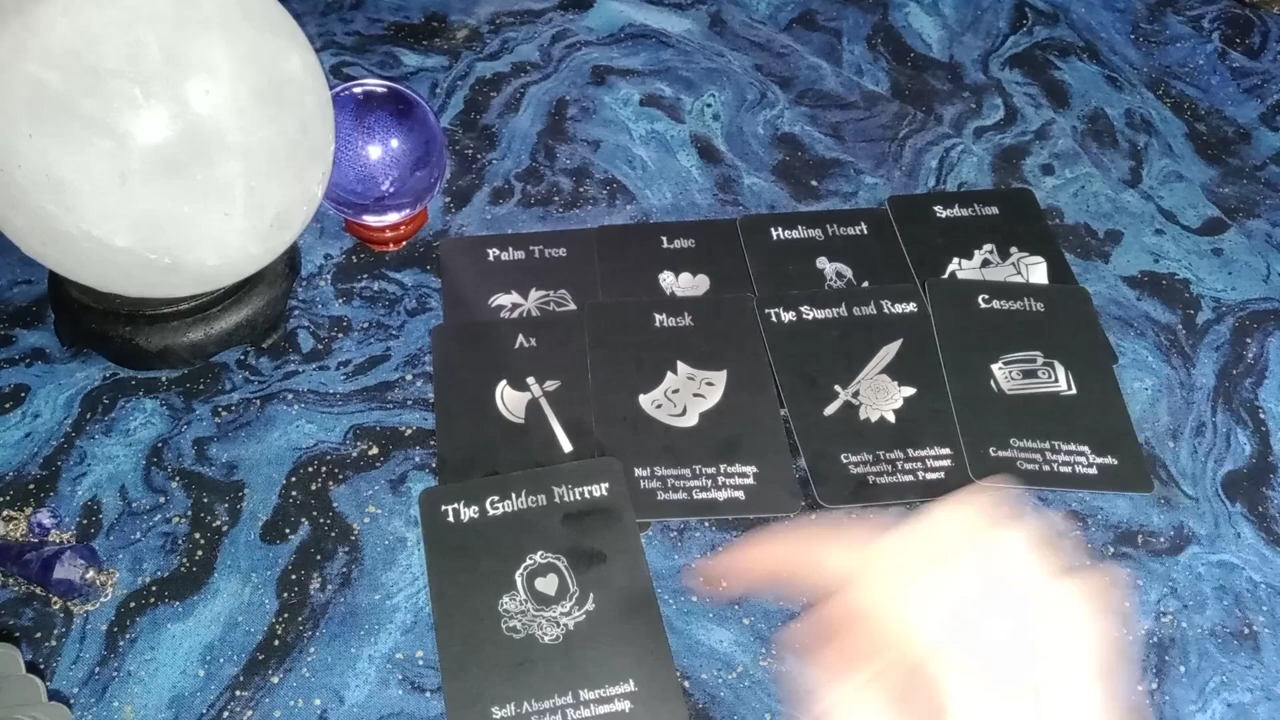 Palm Tree
Love
Healing Heart
Seduction
Ax
Mask
Not Showing True Feelings,
Hide, Personify, Pretend,
Delude, Gaslighting
The Sword and Rose
Clarity, Truth, Revelation,
Solidarity, Force, Honor,
Protection, Power
Cassette
Outdated Thinking,
Conditioning, Replaying Events
Over in Your Head
The Golden Mirror
Self-Absorbed, Narcissist,
Sided Relationship,